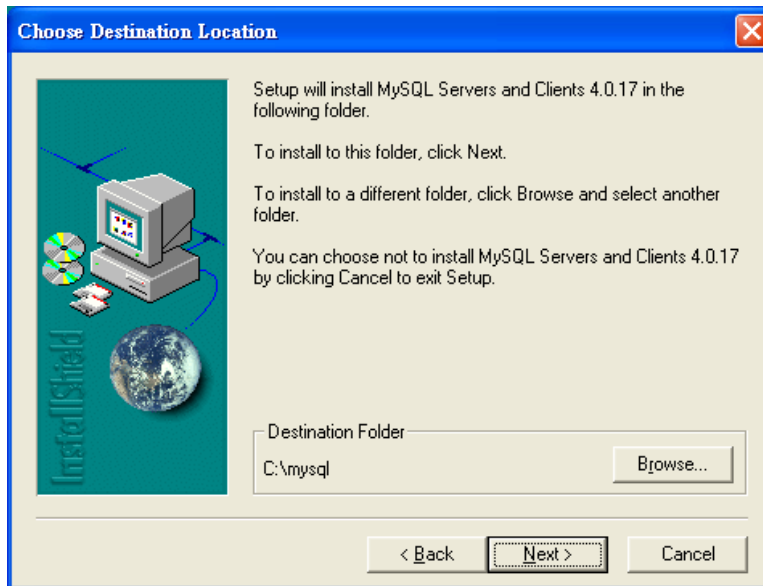 Choose Destination Location
Setup will install MySQL Servers and Clients 4.0.17 in the
following folder.
To install to this folder, click Next.
To install to a different folder, click Browse and select another
folder.
You can choose not to install MySQL Servers and Clients 4.0.17
by clicking Cancel to exit Setup.
InstallShield
Destination Folder
C:\mysql
Browse...
< Back
Next >
Cancel